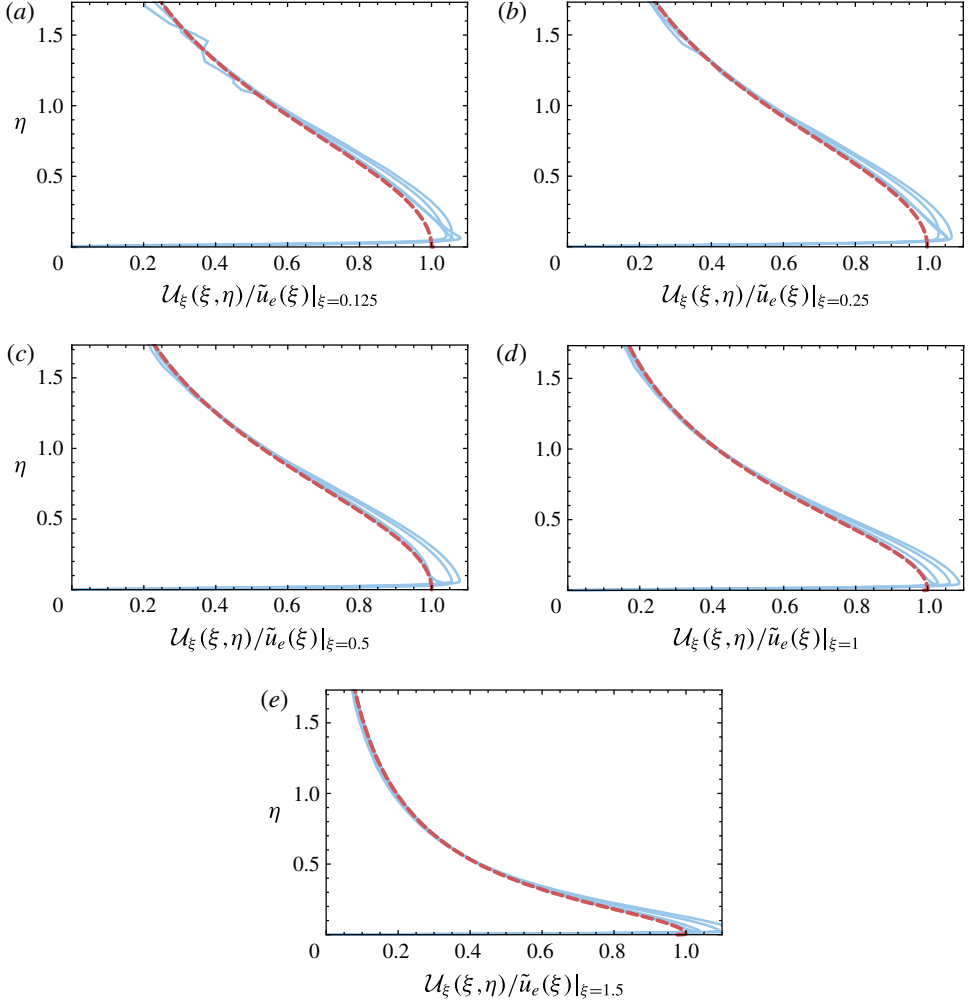 (a) (b)
1.5 1.5
1.0 1.0
η
0.5 0.5
0 0.2 0.4 0.6 0.8 1.0 0 0.2 0.4 0.6 0.8 1.0
𝒰ξ(ξ, η)/ũe(ξ)|ξ=0.125 𝒰ξ(ξ, η)/ũe(ξ)|ξ=0.25
(c) (d)
1.5 1.5
1.0 1.0
η
0.5 0.5
0 0.2 0.4 0.6 0.8 1.0 0 0.2 0.4 0.6 0.8 1.0
𝒰ξ(ξ, η)/ũe(ξ)|ξ=0.5 𝒰ξ(ξ, η)/ũe(ξ)|ξ=1
(e)
1.5
1.0
η
0.5
0 0.2 0.4 0.6 0.8 1.0
𝒰ξ(ξ, η)/ũe(ξ)|ξ=1.5